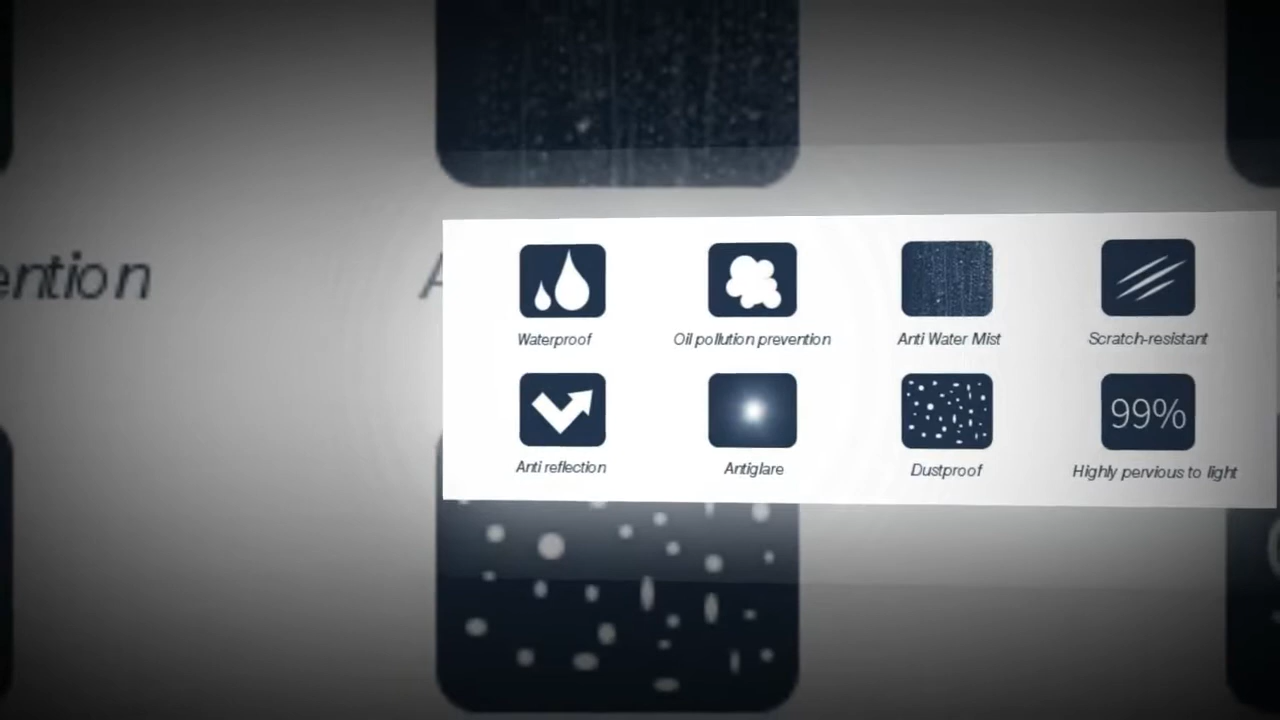 ention
Waterproof
Oil pollution prevention
Anti Water Mist
Scratch-resistant
99%
Anti reflection
Antiglare
Dustproof
Highly pervious to light